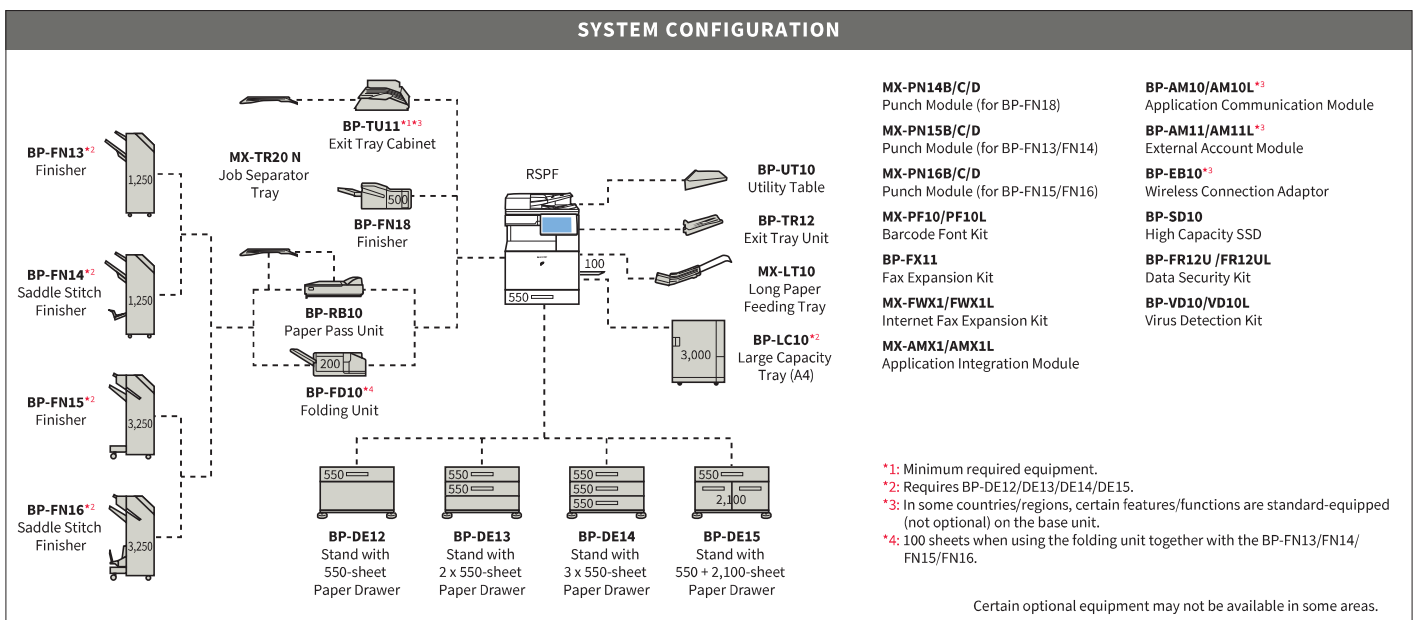 SYSTEM CONFIGURATION
BP-TU11*1*3
Exit Tray Cabinet
MX-TR20 N
Job Separator
Tray
BP-FN13*2
Finisher
1,250
500
BP-FN18
Finisher
BP-FN14*2
Saddle Stitch
Finisher
1,250
BP-RB10
Paper Pass Unit
200
BP-FD10*4
Folding Unit
BP-FN15*2
Finisher
3,250
BP-FN16*2
Saddle Stitch
Finisher
3,250
RSPF
100
550
BP-UT10
Utility Table
BP-TR12
Exit Tray Unit
MX-LT10
Long Paper
Feeding Tray
3,000
BP-LC10*2
Large Capacity
Tray (A4)
550
BP-DE12
Stand with
550-sheet
Paper Drawer
550
550
BP-DE13
Stand with
2 x 550-sheet
Paper Drawer
550
550
550
BP-DE14
Stand with
3 x 550-sheet
Paper Drawer
550
2,100
BP-DE15
Stand with
550 + 2,100-sheet
Paper Drawer
MX-PN14B/C/D
Punch Module (for BP-FN18)
MX-PN15B/C/D
Punch Module (for BP-FN13/FN14)
MX-PN16B/C/D
Punch Module (for BP-FN15/FN16)
MX-PF10/PF10L
Barcode Font Kit
BP-FX11
Fax Expansion Kit
MX-FWX1/FWX1L
Internet Fax Expansion Kit
MX-AMX1/AMX1L
Application Integration Module
BP-AM10/AM10L*3
Application Communication Module
BP-AM11/AM11L*3
External Account Module
BP-EB10*3
Wireless Connection Adaptor
BP-SD10
High Capacity SSD
BP-FR12U /FR12UL
Data Security Kit
BP-VD10/VD10L
Virus Detection Kit
*1: Minimum required equipment.
*2: Requires BP-DE12/DE13/DE14/DE15.
*3: In some countries/regions, certain features/functions are standard-equipped
(not optional) on the base unit.
*4: 100 sheets when using the folding unit together with the BP-FN13/FN14/
FN15/FN16.
Certain optional equipment may not be available in some areas.